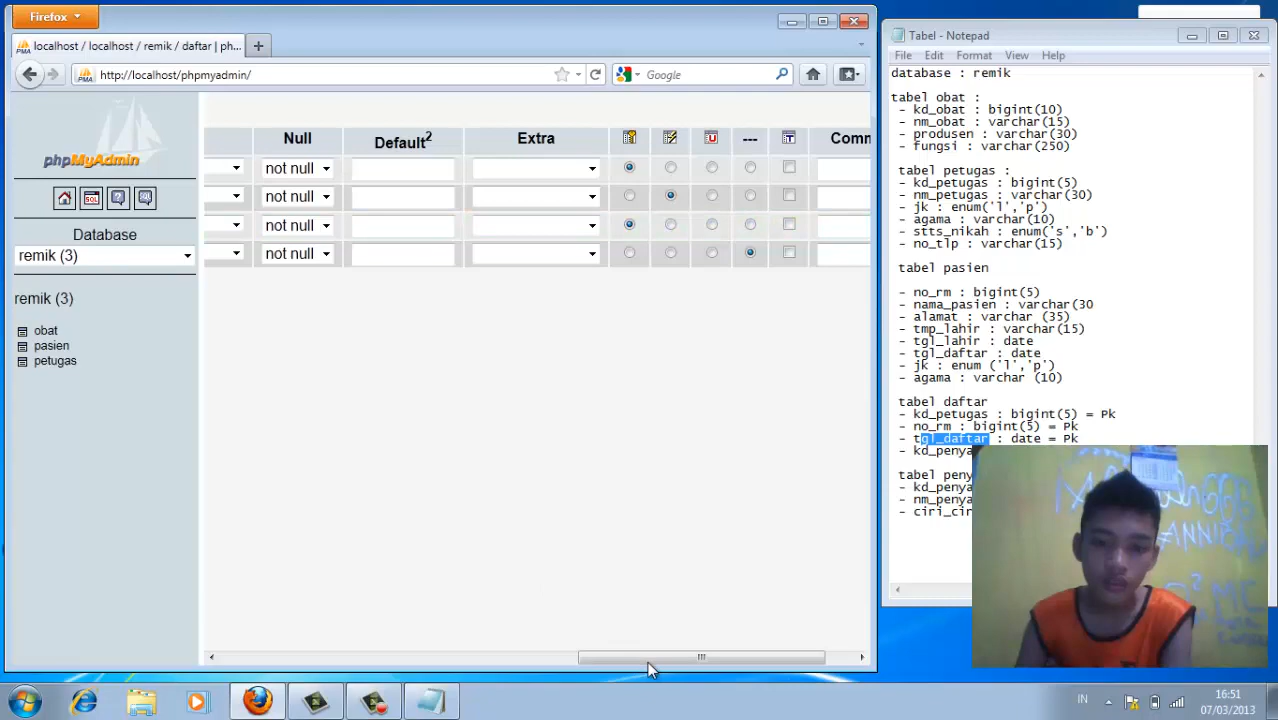 Firefox
localhost / localhost / remik / daftar | ph...
http://localhost/phpmyadmin/
Google
phpMyAdmin
Database
remik (3)
remik (3)
obat
pasien
petugas
Null Default2 Extra --- Comm
not null
not null
not null
not null
Tabel - Notepad
File Edit Format View Help
database : remik
tabel obat :
- kd_obat : bigint(10)
- nm_obat : varchar(15)
- produsen : varchar(30)
- fungsi : varchar(250)
tabel petugas :
- kd_petugas : bigint(5)
- nm_petugas : varchar(30)
- jk : enum('l','p')
- agama : varchar(10)
- stts_nikah : enum('s','b')
- no_tlp : varchar(15)
tabel pasien
- no_rm : bigint(5)
- nama_pasien : varchar(30
- alamat : varchar (35)
- tmp_lahir : varchar(15)
- tgl_lahir : date
- tgl_daftar : date
- jk : enum ('l','p')
- agama : varchar (10)
tabel daftar
- kd_petugas : bigint(5) = Pk
- no_rm : bigint(5) = Pk
- tgl_daftar : date = Pk
- kd_penya
tabel peny
- kd_penya
- nm_penya
- ciri_cir
IN
16:51
07/03/2013